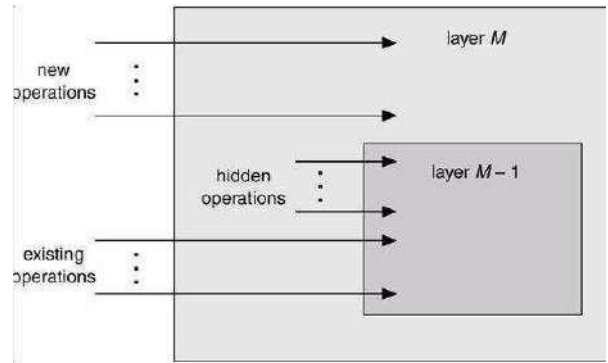 layer M
new
operations
layer M – 1
hidden
operations
existing
operations